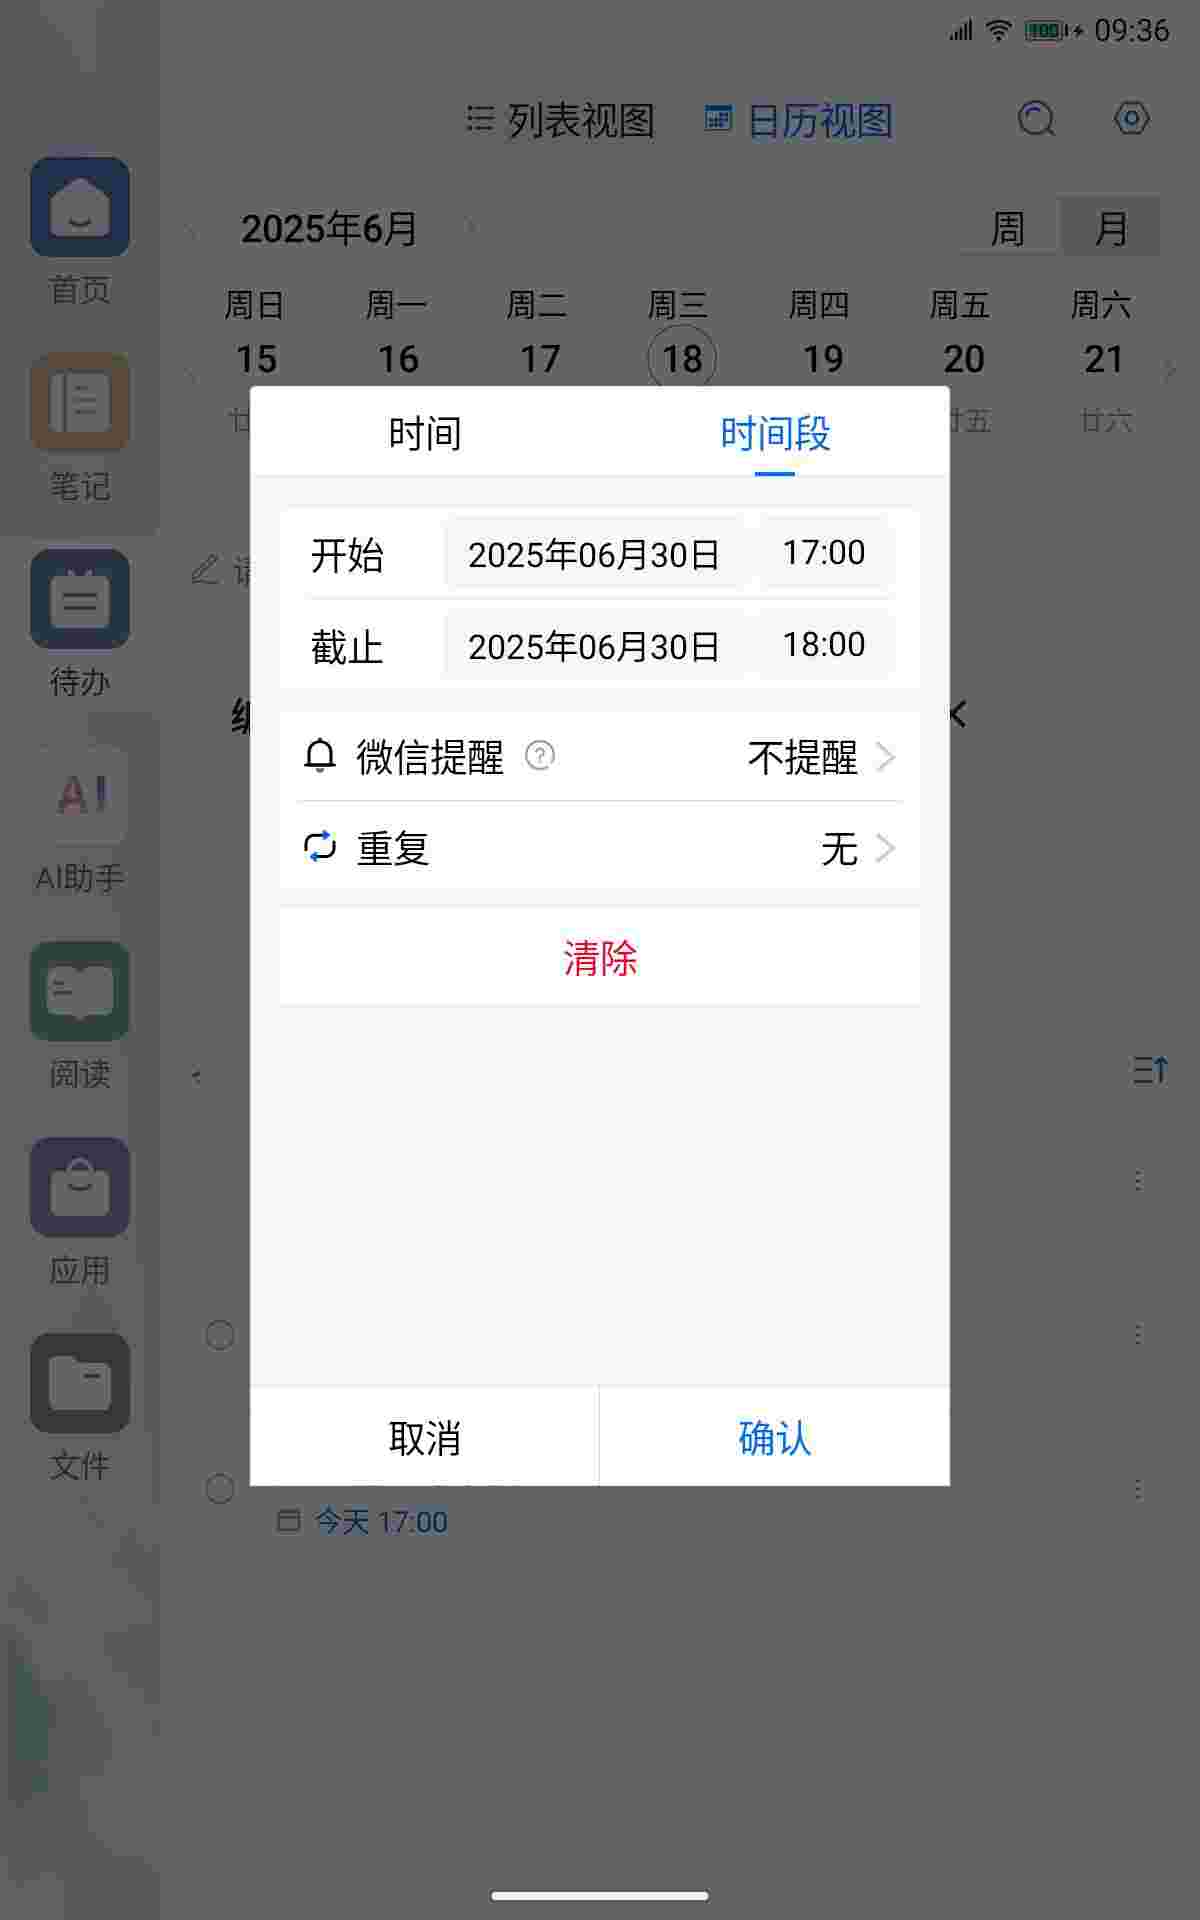 100 09:36
列表视图 日历视图
2025年6月 周 月
周日 周一 周二 周三 周四 周五 周六
15 16 17 18 19 20 21
廿五 廿六
首页
笔记
待办
AI
AI助手
阅读
应用
文件
时间 时间段
开始 2025年06月30日 17:00
截止 2025年06月30日 18:00
微信提醒 ? 不提醒
重复 无
清除
取消 确认
今天 17:00